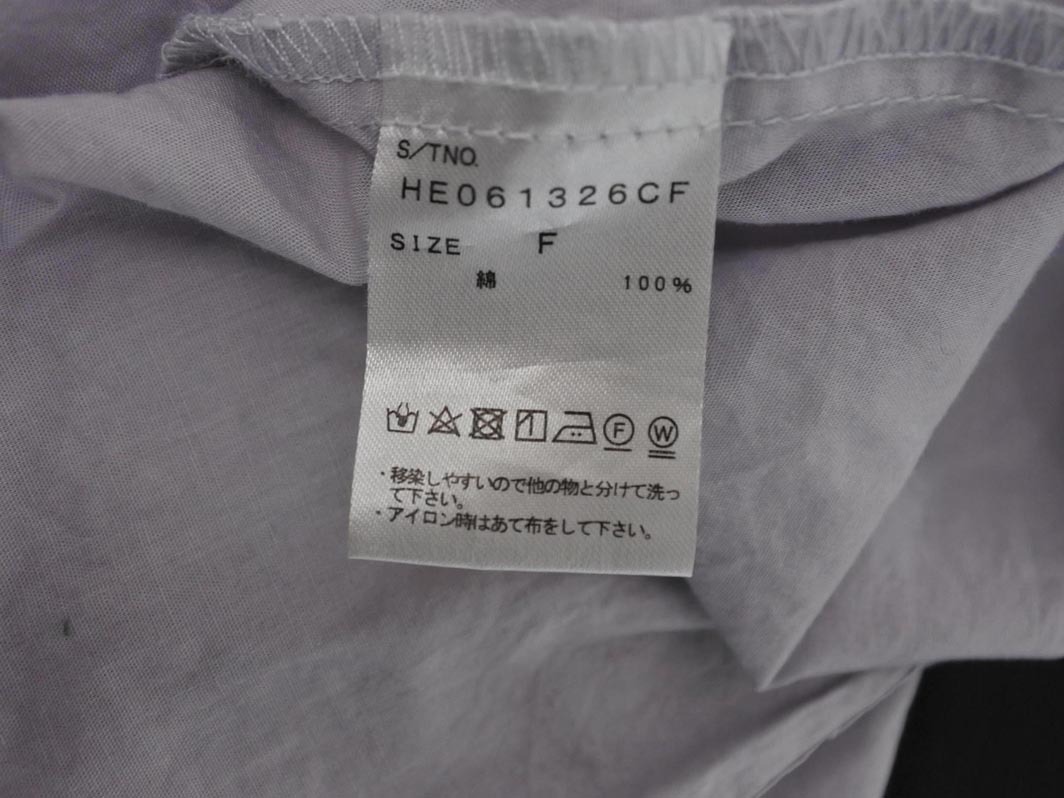 S/TNO.
HE061326CF
SIZE F
綿 100%
F W
・移染しやすいので他の物と分けて洗っ
て下さい。
・アイロン時はあて布をして下さい。